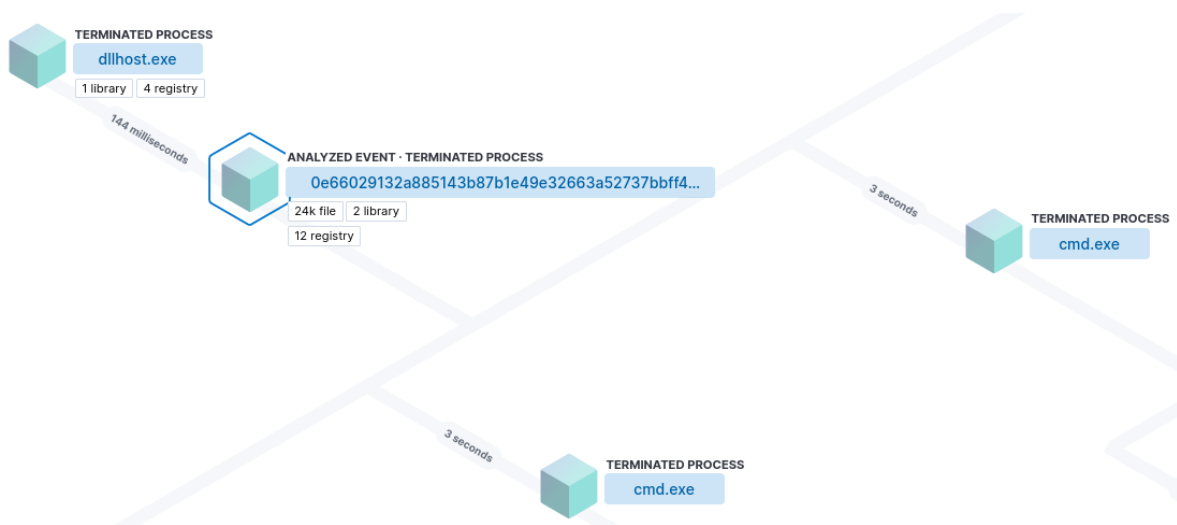 TERMINATED PROCESS
dllhost.exe
1 library 4 registry
144 milliseconds
ANALYZED EVENT · TERMINATED PROCESS
0e66029132a885143b87b1e49e32663a52737bbff4...
24k file 2 library
12 registry
3 seconds
TERMINATED PROCESS
cmd.exe
3 seconds
TERMINATED PROCESS
cmd.exe